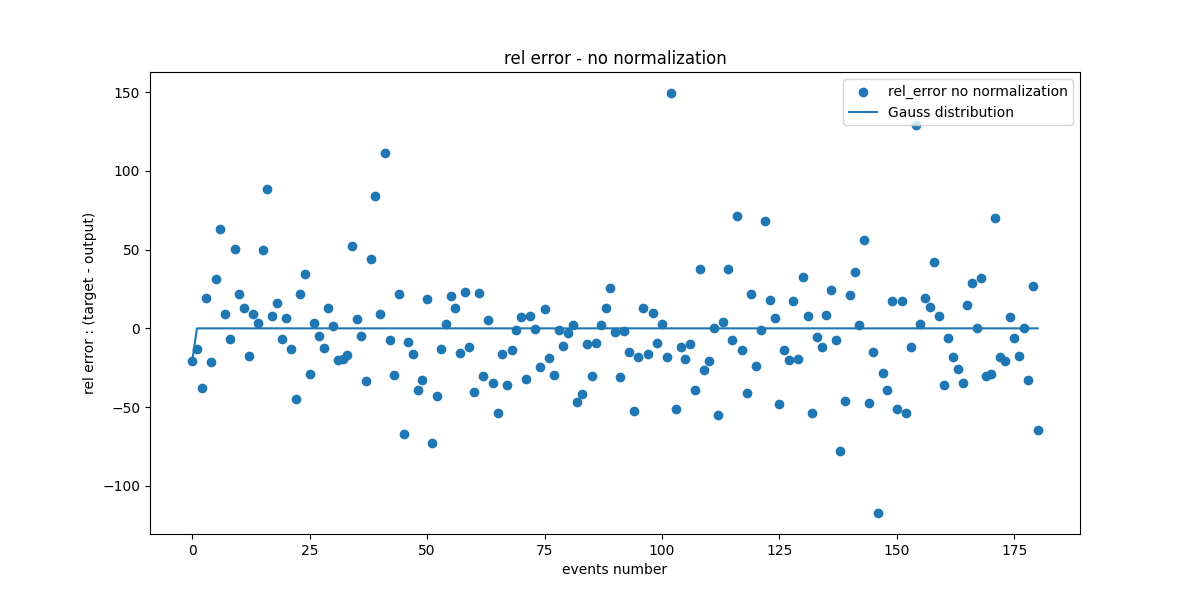 rel error - no normalization
rel_error no normalization
Gauss distribution
150
100
50
0
−50
−100
rel error : (target - output)
0 25 50 75 100 125 150 175
events number